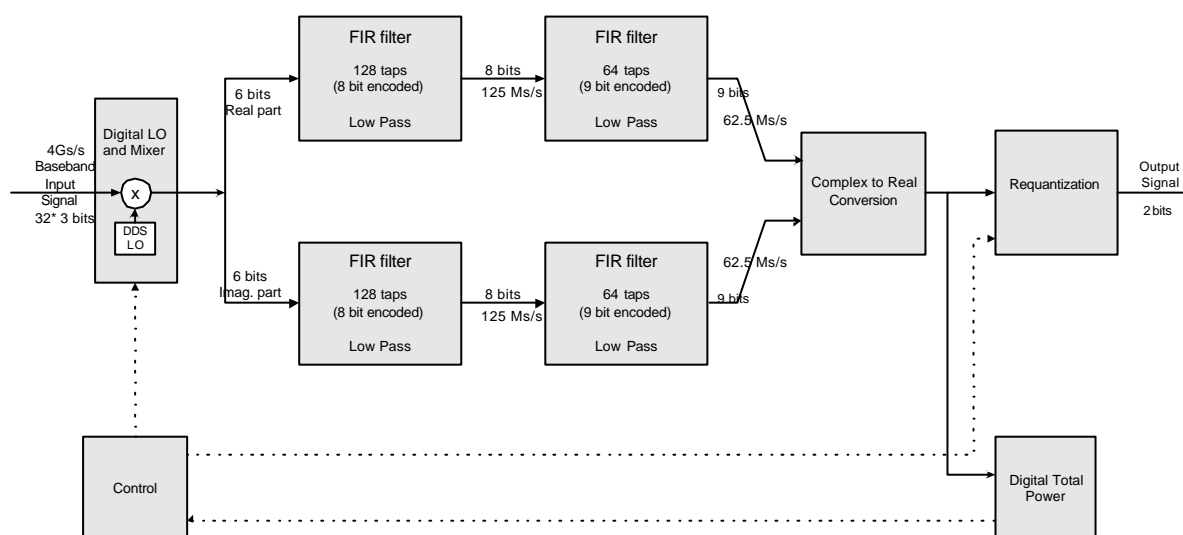 4Gs/s
Baseband
Input
Signal
32* 3 bits
Digital LO
and Mixer
x
DDS
LO
6 bits
Real part
FIR filter
128 taps
(8 bit encoded)
Low Pass
8 bits
125 Ms/s
FIR filter
64 taps
(9 bit encoded)
Low Pass
9 bits
62.5 Ms/s
6 bits
Imag. part
FIR filter
128 taps
(8 bit encoded)
Low Pass
8 bits
125 Ms/s
FIR filter
64 taps
(9 bit encoded)
Low Pass
62.5 Ms/s
9 bits
Complex to Real
Conversion
Requantization
Output
Signal
2 bits
Control
Digital Total
Power